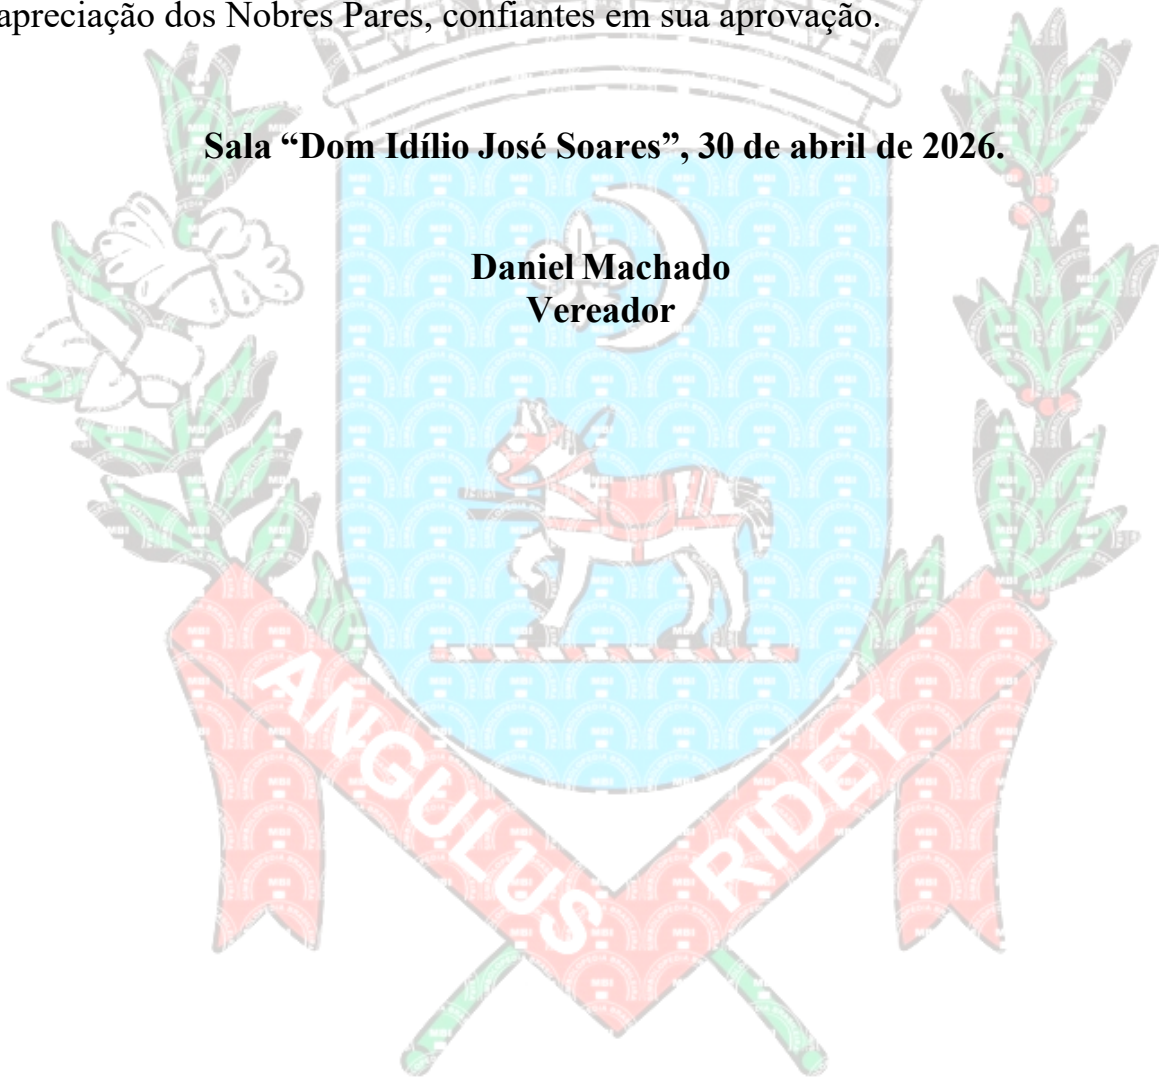 apreciação dos Nobres Pares, confiantes em sua aprovação.
Sala “Dom Idílio José Soares”, 30 de abril de 2026.
Daniel Machado
Vereador
ANGULUS RIDET